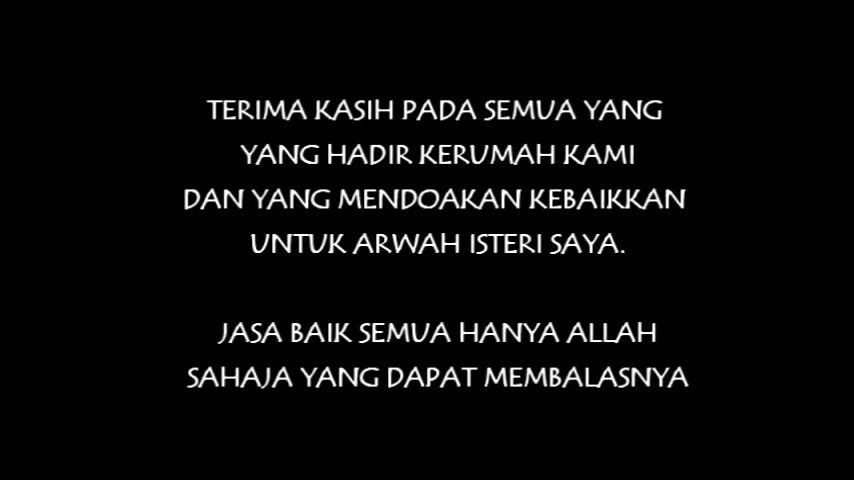 TERIMA KASIH PADA SEMUA YANG
YANG HADIR KERUMAH KAMI
DAN YANG MENDOAKAN KEBAIKKAN
UNTUK ARWAH ISTERI SAYA.
JASA BAIK SEMUA HANYA ALLAH
SAHAJA YANG DAPAT MEMBALASNYA